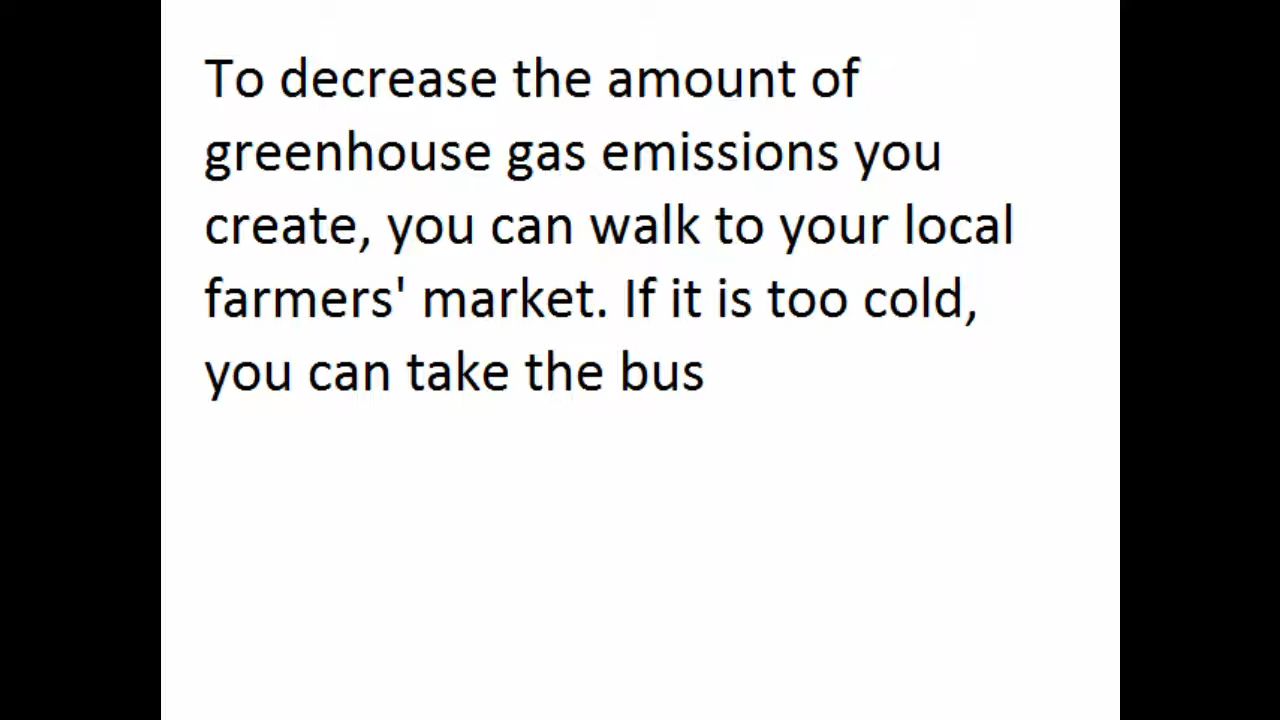 To decrease the amount of
greenhouse gas emissions you
create, you can walk to your local
farmers' market. If it is too cold,
you can take the bus